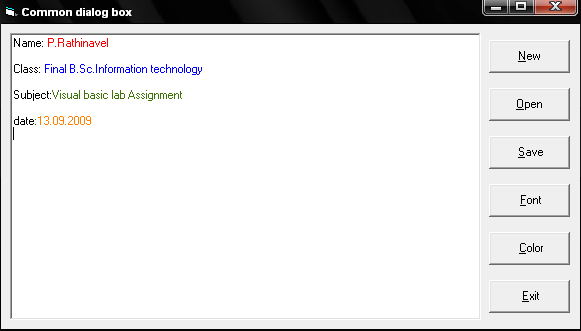 Common dialog box
Name: P.Rathinavel
Class: Final B.Sc.Information technology
Subject:Visual basic lab Assignment
date:13.09.2009
New
Open
Save
Font
Color
Exit